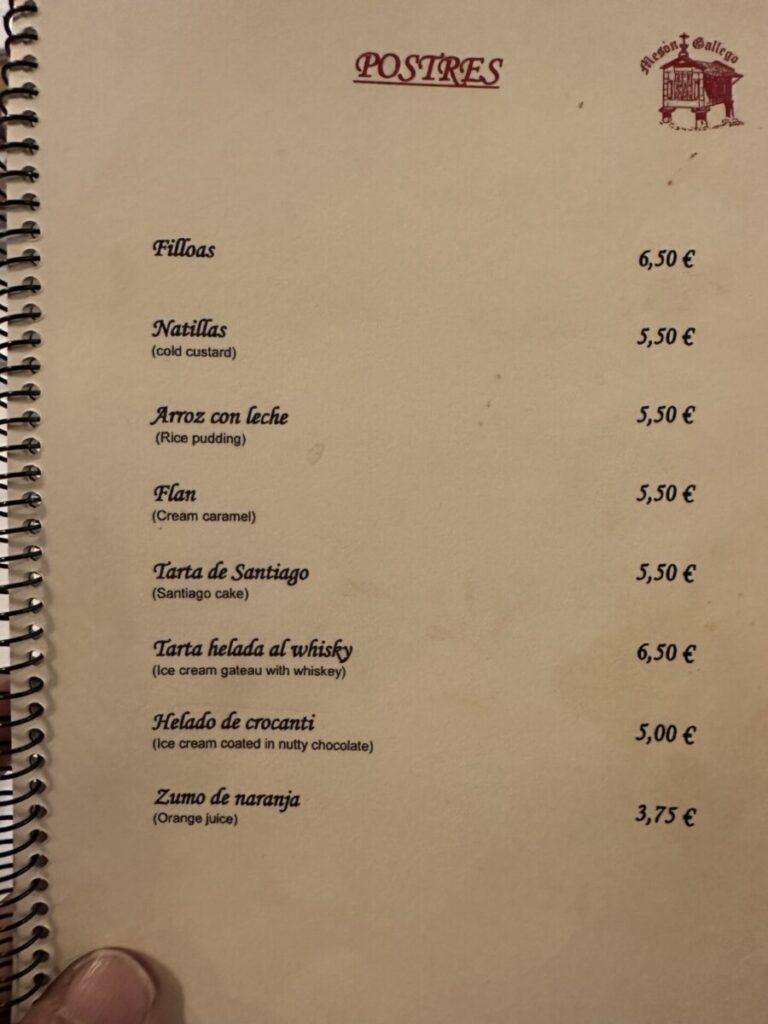 POSTRES
Mesón Gallego
Filloas
6,50 €
Natillas
(cold custard)
5,50 €
Arroz con leche
(Rice pudding)
5,50 €
Flan
(Cream caramel)
5,50 €
Tarta de Santiago
(Santiago cake)
5,50 €
Tarta helada al whisky
(Ice cream gateau with whiskey)
6,50 €
Helado de crocanti
(Ice cream coated in nutty chocolate)
5,00 €
Zumo de naranja
(Orange juice)
3,75 €